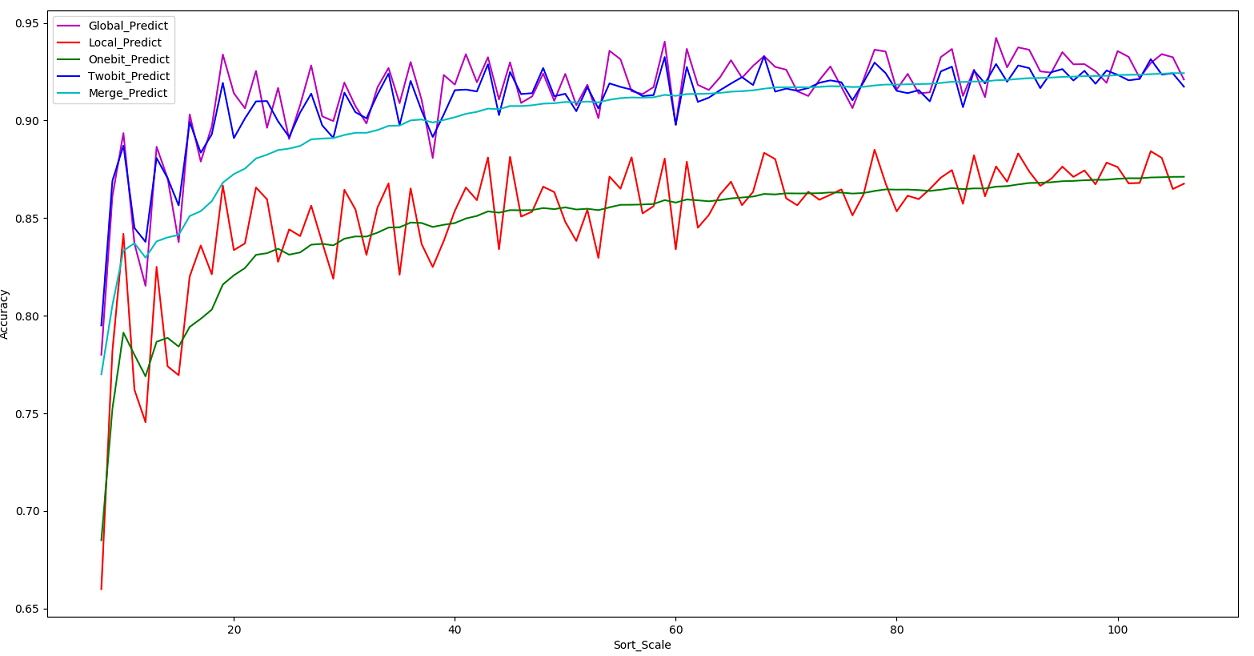 Global_Predict
Local_Predict
Onebit_Predict
Twobit_Predict
Merge_Predict
0.95
0.90
0.85
0.80
0.75
0.70
0.65
Accuracy
20 40 60 80 100
Sort_Scale